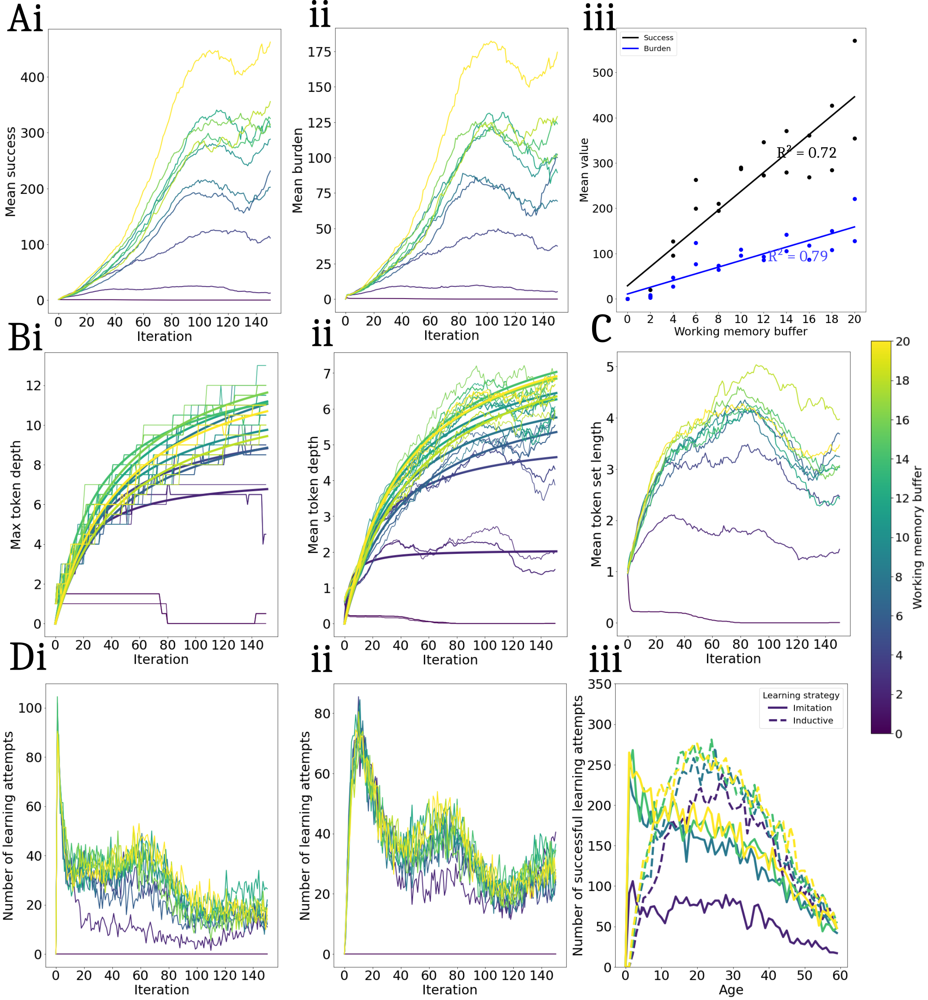 Ai
ii
iii
Mean success
400
300
200
100
0
0 20 40 60 80 100 120 140
Iteration
Mean burden
175
150
125
100
75
50
25
0
0 20 40 60 80 100 120 140
Iteration
Success
Burden
Mean value
500
400
300
200
100
0
R² = 0.72
R² = 0.79
0 2 4 6 8 10 12 14 16 18 20
Working memory buffer
Bi
ii
C
Max token depth
12
10
8
6
4
2
0
0 20 40 60 80 100 120 140
Iteration
Mean token depth
7
6
5
4
3
2
1
0
0 20 40 60 80 100 120 140
Iteration
Mean token set length
5
4
3
2
1
0
0 20 40 60 80 100 120 140
Iteration
20
18
16
14
12
10
8
6
4
2
0
Working memory buffer
Di
ii
iii
Number of learning attempts
100
80
60
40
20
0
0 20 40 60 80 100 120 140
Iteration
Number of learning attempts
80
60
40
20
0
0 20 40 60 80 100 120 140
Iteration
Number of successful learning attempts
350
300
250
200
150
100
50
0
Learning strategy
Imitation
Inductive
0 10 20 30 40 50 60
Age